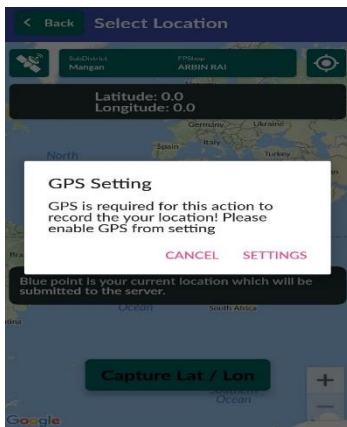 < Back Select Location
SubDistrict FPShop
Mangan ARBIN RAI
Latitude: 0.0
Longitude: 0.0
Germany Ukraine
Spain Italy Turkey
North
GPS Setting
GPS is required for this action to
record the your location! Please
enable GPS from setting
CANCEL SETTINGS
Blue point is your current location which will be
submitted to the server.
Ocean South Africa
Capture Lat / Lon
+
Southern
Ocean
Google